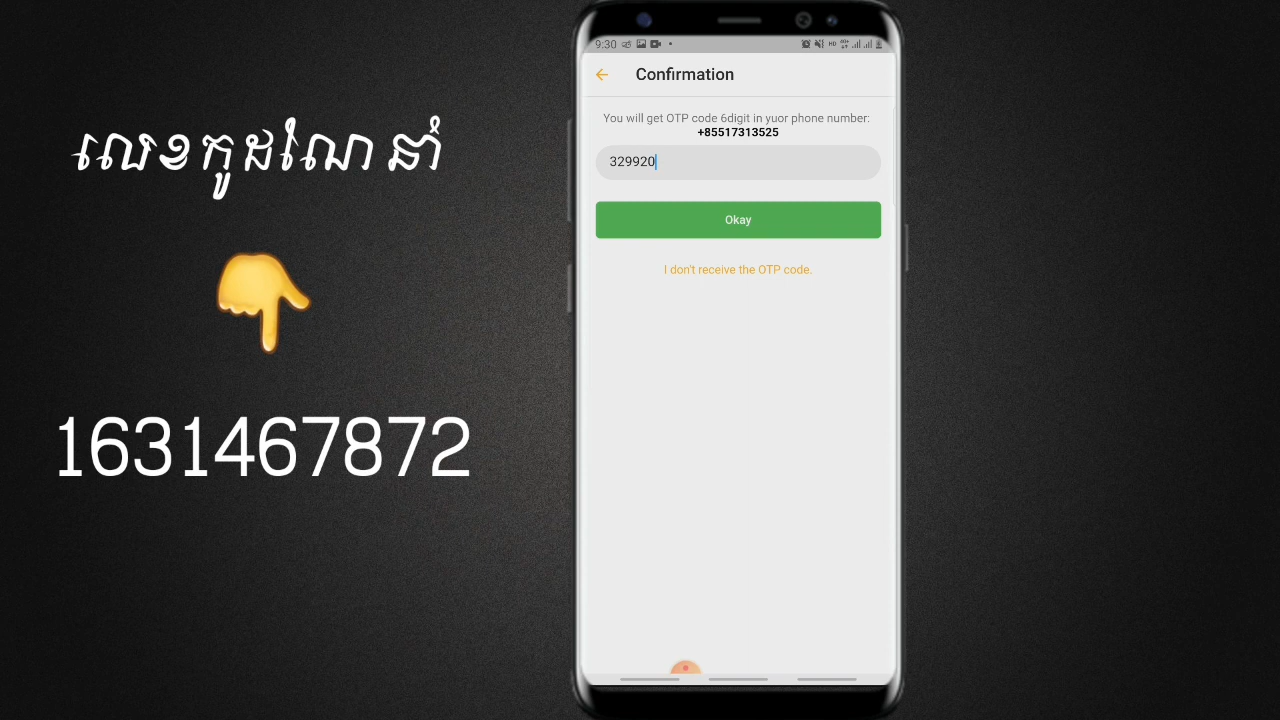 លេខកូដណែនាំ
1631467872
9:30
HD
Confirmation
You will get OTP code 6digit in yuor phone number:
+85517313525
329920
Okay
I don't receive the OTP code.